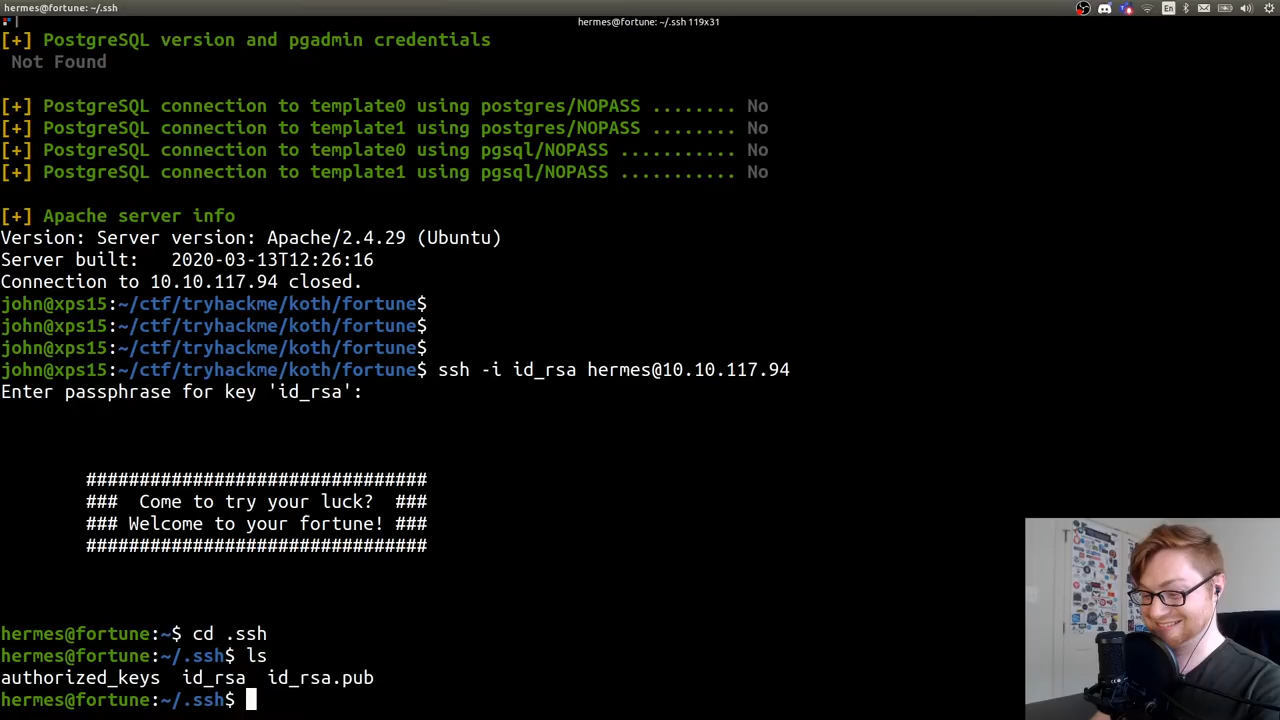 hermes@fortune: ~/.ssh
hermes@fortune: ~/.ssh 119x31
[+] PostgreSQL version and pgadmin credentials
Not Found
[+] PostgreSQL connection to template0 using postgres/NOPASS ........ No
[+] PostgreSQL connection to template1 using postgres/NOPASS ........ No
[+] PostgreSQL connection to template0 using pgsql/NOPASS ........... No
[+] PostgreSQL connection to template1 using pgsql/NOPASS ........... No
[+] Apache server info
Version: Server version: Apache/2.4.29 (Ubuntu)
Server built:   2020-03-13T12:26:16
Connection to 10.10.117.94 closed.
john@xps15:~/ctf/tryhackme/koth/fortune$
john@xps15:~/ctf/tryhackme/koth/fortune$
john@xps15:~/ctf/tryhackme/koth/fortune$
john@xps15:~/ctf/tryhackme/koth/fortune$ ssh -i id_rsa hermes@10.10.117.94
Enter passphrase for key 'id_rsa':
################################
###  Come to try your luck?  ###
### Welcome to your fortune! ###
################################
hermes@fortune:~$ cd .ssh
hermes@fortune:~/.ssh$ ls
authorized_keys  id_rsa  id_rsa.pub
hermes@fortune:~/.ssh$
En